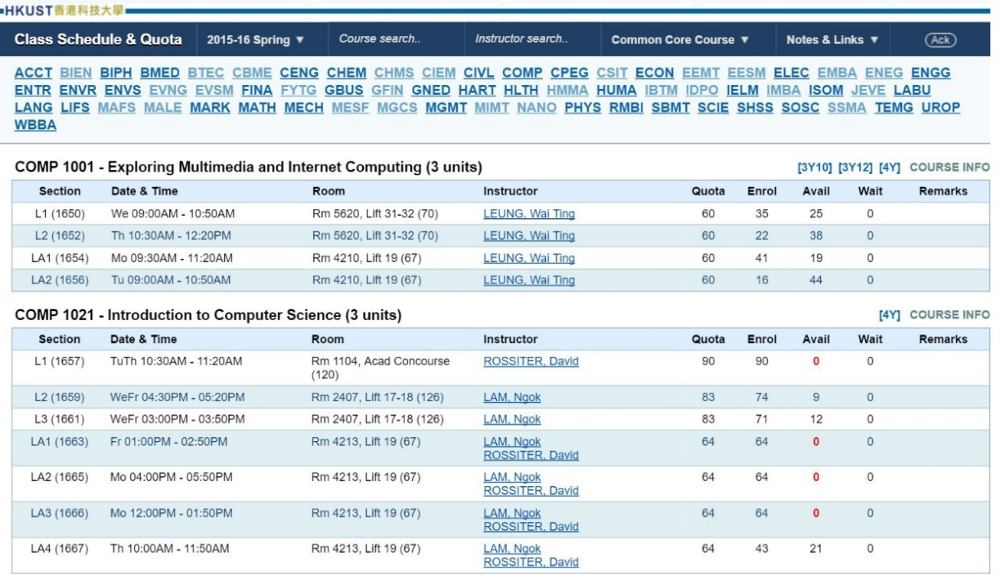 HKUST香港科技大學
Class Schedule & Quota 2015-16 Spring ▼ Course search.. Instructor search.. Common Core Course ▼ Notes & Links ▼ Ack
ACCT BIEN BIPH BMED BTEC CBME CENG CHEM CHMS CIEM CIVL COMP CPEG CSIT ECON EEMT EESM ELEC EMBA ENEG ENGG
ENTR ENVR ENVS EVNG EVSM FINA FYTG GBUS GFIN GNED HART HLTH HMMA HUMA IBTM IDPO IELM IMBA ISOM JEVE LABU
LANG LIFS MAFS MALE MARK MATH MECH MESF MGCS MGMT MIMT NANO PHYS RMBI SBMT SCIE SHSS SOSC SSMA TEMG UROP
WBBA
COMP 1001 - Exploring Multimedia and Internet Computing (3 units) [3Y10] [3Y12] [4Y] COURSE INFO
Section Date & Time Room Instructor Quota Enrol Avail Wait Remarks
L1 (1650) We 09:00AM - 10:50AM Rm 5620, Lift 31-32 (70) LEUNG, Wai Ting 60 35 25 0
L2 (1652) Th 10:30AM - 12:20PM Rm 5620, Lift 31-32 (70) LEUNG, Wai Ting 60 22 38 0
LA1 (1654) Mo 09:30AM - 11:20AM Rm 4210, Lift 19 (67) LEUNG, Wai Ting 60 41 19 0
LA2 (1656) Tu 09:00AM - 10:50AM Rm 4210, Lift 19 (67) LEUNG, Wai Ting 60 16 44 0
COMP 1021 - Introduction to Computer Science (3 units) [4Y] COURSE INFO
Section Date & Time Room Instructor Quota Enrol Avail Wait Remarks
L1 (1657) TuTh 10:30AM - 11:20AM Rm 1104, Acad Concourse ROSSITER, David 90 90 0 0
(120)
L2 (1659) WeFr 04:30PM - 05:20PM Rm 2407, Lift 17-18 (126) LAM, Ngok 83 74 9 0
L3 (1661) WeFr 03:00PM - 03:50PM Rm 2407, Lift 17-18 (126) LAM, Ngok 83 71 12 0
LA1 (1663) Fr 01:00PM - 02:50PM Rm 4213, Lift 19 (67) LAM, Ngok 64 64 0 0
ROSSITER, David
LA2 (1665) Mo 04:00PM - 05:50PM Rm 4213, Lift 19 (67) LAM, Ngok 64 64 0 0
ROSSITER, David
LA3 (1666) Mo 12:00PM - 01:50PM Rm 4213, Lift 19 (67) LAM, Ngok 64 64 0 0
ROSSITER, David
LA4 (1667) Th 10:00AM - 11:50AM Rm 4213, Lift 19 (67) LAM, Ngok 64 43 21 0
ROSSITER, David